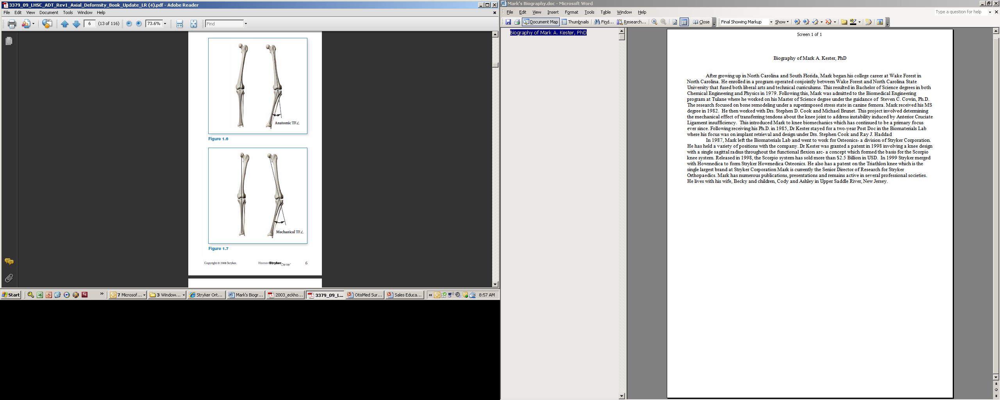 3379_09_LHSC_ADT_Rev1_Axial_Deformity_Book_Update_LR (4).pdf - Adobe Reader
File Edit View Document Tools Window Help
6 (13 of 116) 73.6% Find
Anatomic TF∠
Figure 1.6
Mechanical TF∠
Figure 1.7
Copyright © 2008 Stryker. HomerStryker Center 6
Start 7 Microsof... 3 Window... Stryker Ort... Mark's Biogr... 2003_eckho... 3379_09_L... OtisMed Sur... Sales Educa... 8:57 AM
Mark's Biography.doc - Microsoft Word
File Edit View Insert Format Tools Table Window Help Type a question for help
Document Map Thumbnails Find... Research... Close Final Showing Markup Show
Biography of Mark A. Kester, PhD
Screen 1 of 1
Biography of Mark A. Kester, PhD
After growing up in North Carolina and South Florida, Mark began his college career at Wake Forest in
North Carolina. He enrolled in a program operated conjointly between Wake Forest and North Carolina State
University that fused both liberal arts and technical curriculums. This resulted in Bachelor of Science degrees in both
Chemical Engineering and Physics in 1979. Following this, Mark was admitted to the Biomedical Engineering
program at Tulane where he worked on his Master of Science degree under the guidance of  Steven C. Cowin, Ph.D.
The research focused on bone remodeling under a superimposed stress state in canine femora. Mark received his MS
degree in 1982.  He then worked with Drs. Stephen D. Cook and Michael Brunet. This project involved determining
the mechanical effect of transferring tendons about the knee joint to address instability induced by Anterior Cruciate
Ligament insufficiency.  This introduced Mark to knee biomechanics which has continued to be a primary focus
ever since. Following receiving his Ph.D. in 1985, Dr Kester stayed for a two-year Post Doc in the Biomaterials Lab
where his focus was on implant retrieval and design under Drs. Stephen Cook and Ray J. Haddad
In 1987, Mark left the Biomaterials Lab and went to work for Osteonics- a division of Stryker Corporation.
He has held a variety of positions with the company. Dr Kester was granted a patent in 1998 involving a knee design
with a single sagittal radius throughout the functional flexion arc- a concept which formed the basis for the Scorpio
knee system. Released in 1998, the Scorpio system has sold more than $2.5 Billion in USD.  In 1999 Stryker merged
with Howmedica to form Stryker Howmedica Osteonics. He also has a patent on the Triathlon knee which is the
single largest brand at Stryker Corporation Mark is currently the Senior Director of Research for Stryker
Orthopaedics. Mark has numerous publications, presentations and remains active in several professional societies.
He lives with his wife, Becky and children, Cody and Ashley in Upper Saddle River, New Jersey.